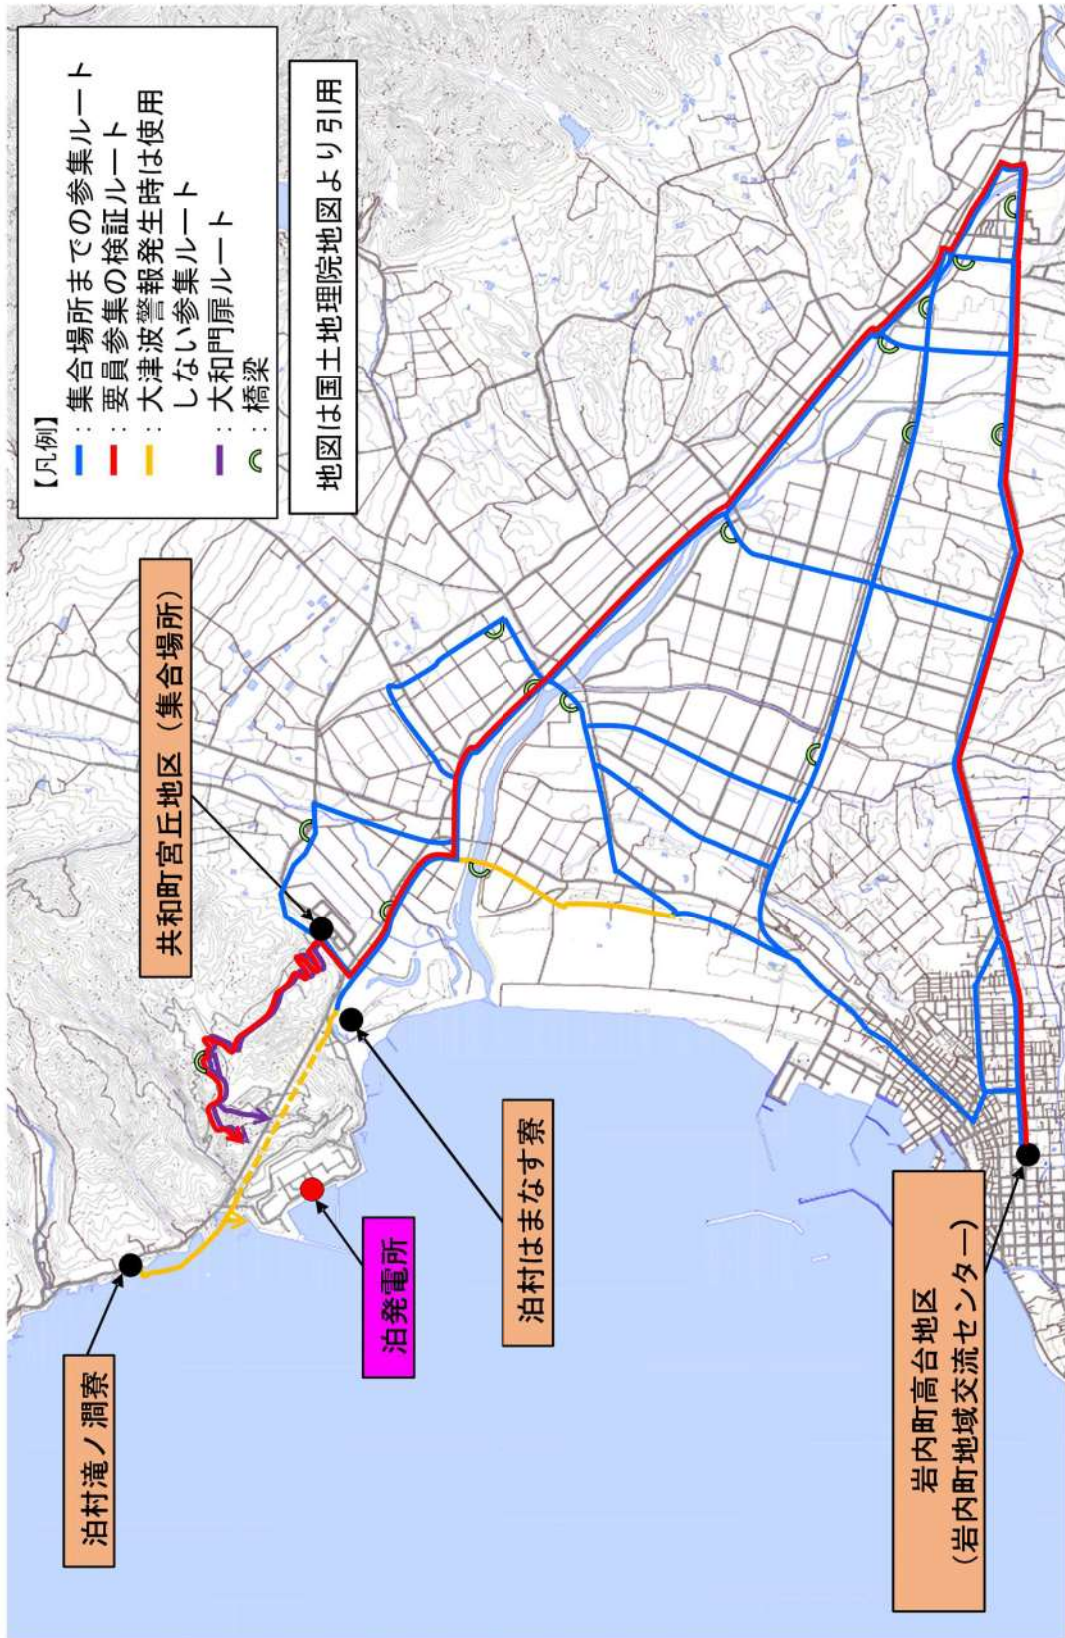 【凡例】
：集合場所までの参集ルート
：要員参集の検証ルート
：大津波警報発生時は使用
しない参集ルート
：大和門扉ルート
：橋梁
地図は国土地理院地図より引用
共和町宮丘地区（集合場所）
泊村滝ノ澗寮
泊発電所
泊村はまなす寮
岩内町高台地区
（岩内町地域交流センター）